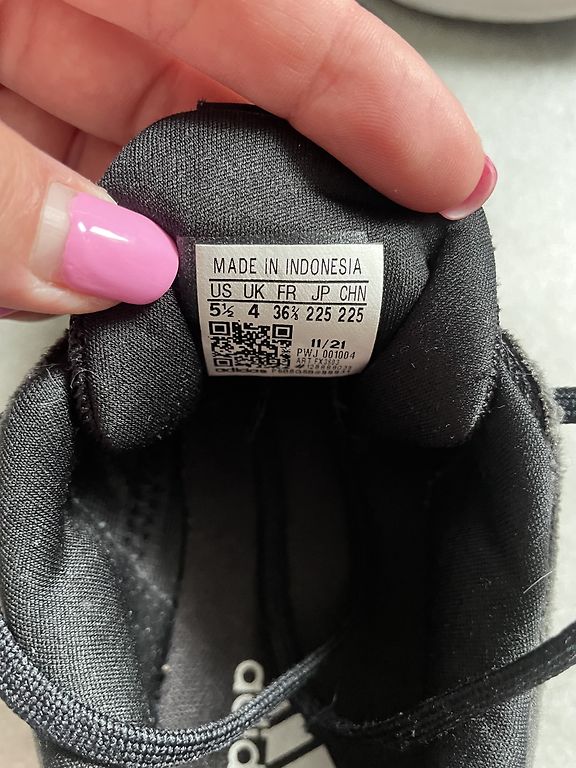 MADE IN INDONESIA
US UK FR JP CHN
5½ 4 36⅔ 225 225
11/21
PWJ 001004
adidas
adidas